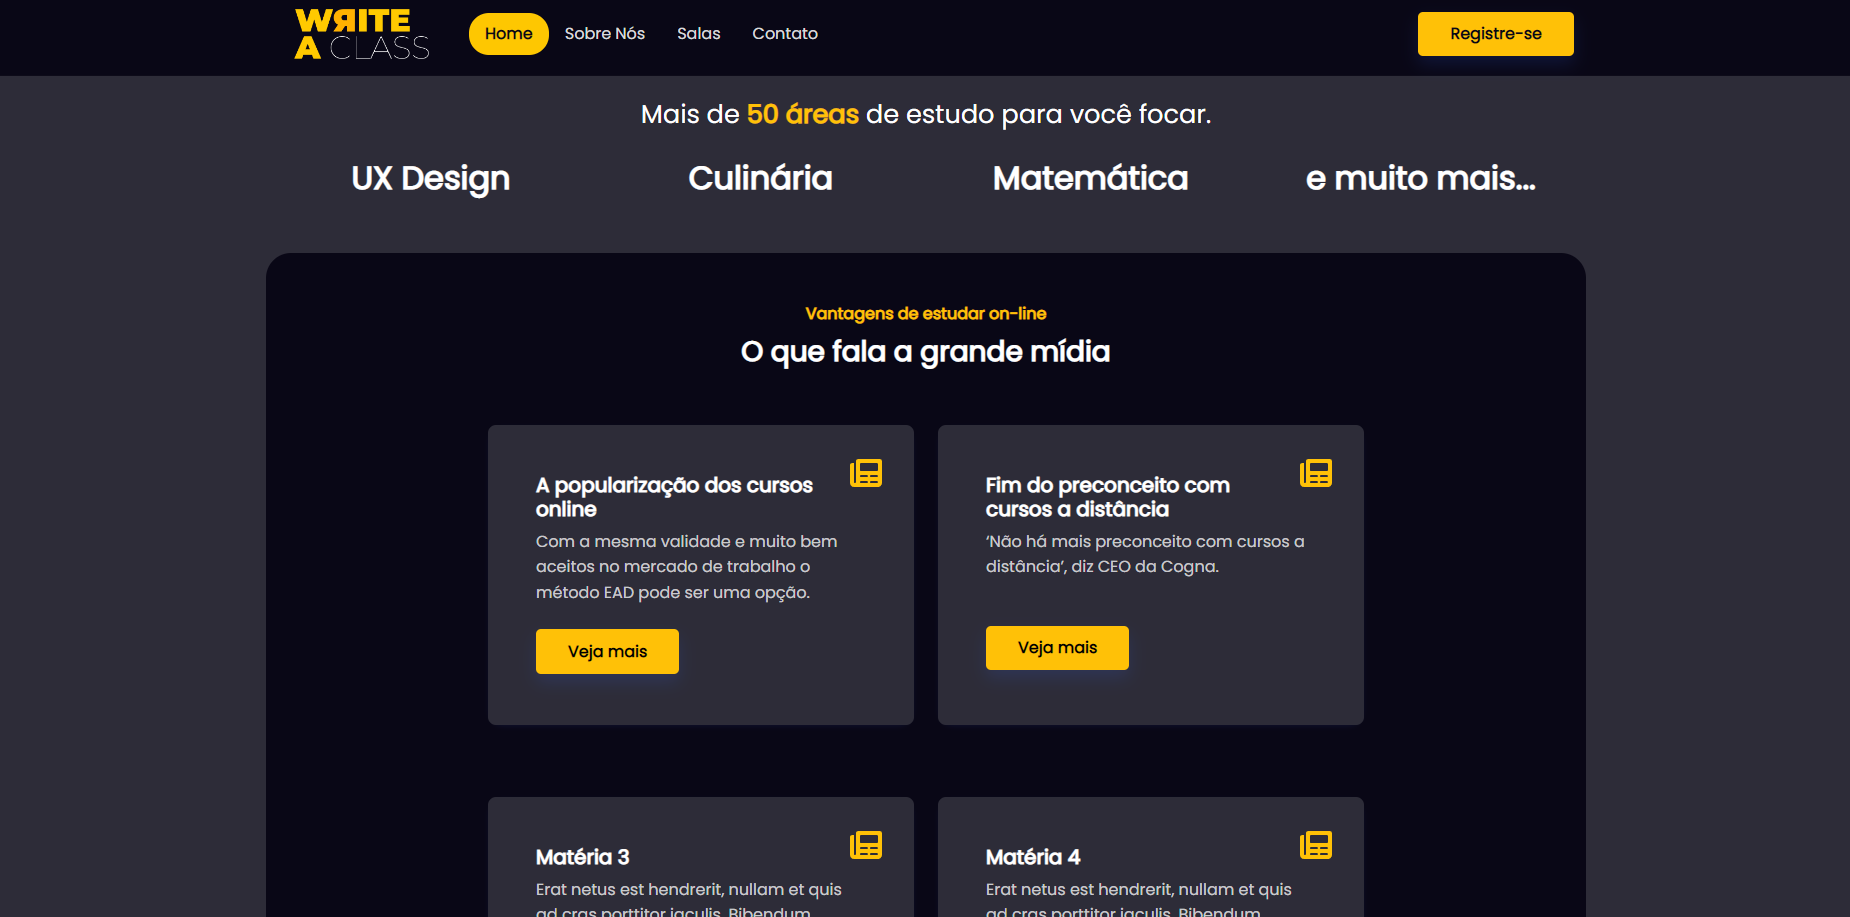 WRITE
A CLASS
Home Sobre Nós Salas Contato Registre-se
Mais de 50 áreas de estudo para você focar.
UX Design Culinária Matemática e muito mais...
Vantagens de estudar on-line
O que fala a grande mídia
A popularização dos cursos
online
Com a mesma validade e muito bem
aceitos no mercado de trabalho o
método EAD pode ser uma opção.
Veja mais
Fim do preconceito com
cursos a distância
‘Não há mais preconceito com cursos a
distância’, diz CEO da Cogna.
Veja mais
Matéria 3
Erat netus est hendrerit, nullam et quis
ad cras porttitor iaculis. Bibendum
Matéria 4
Erat netus est hendrerit, nullam et quis
ad cras porttitor iaculis. Bibendum